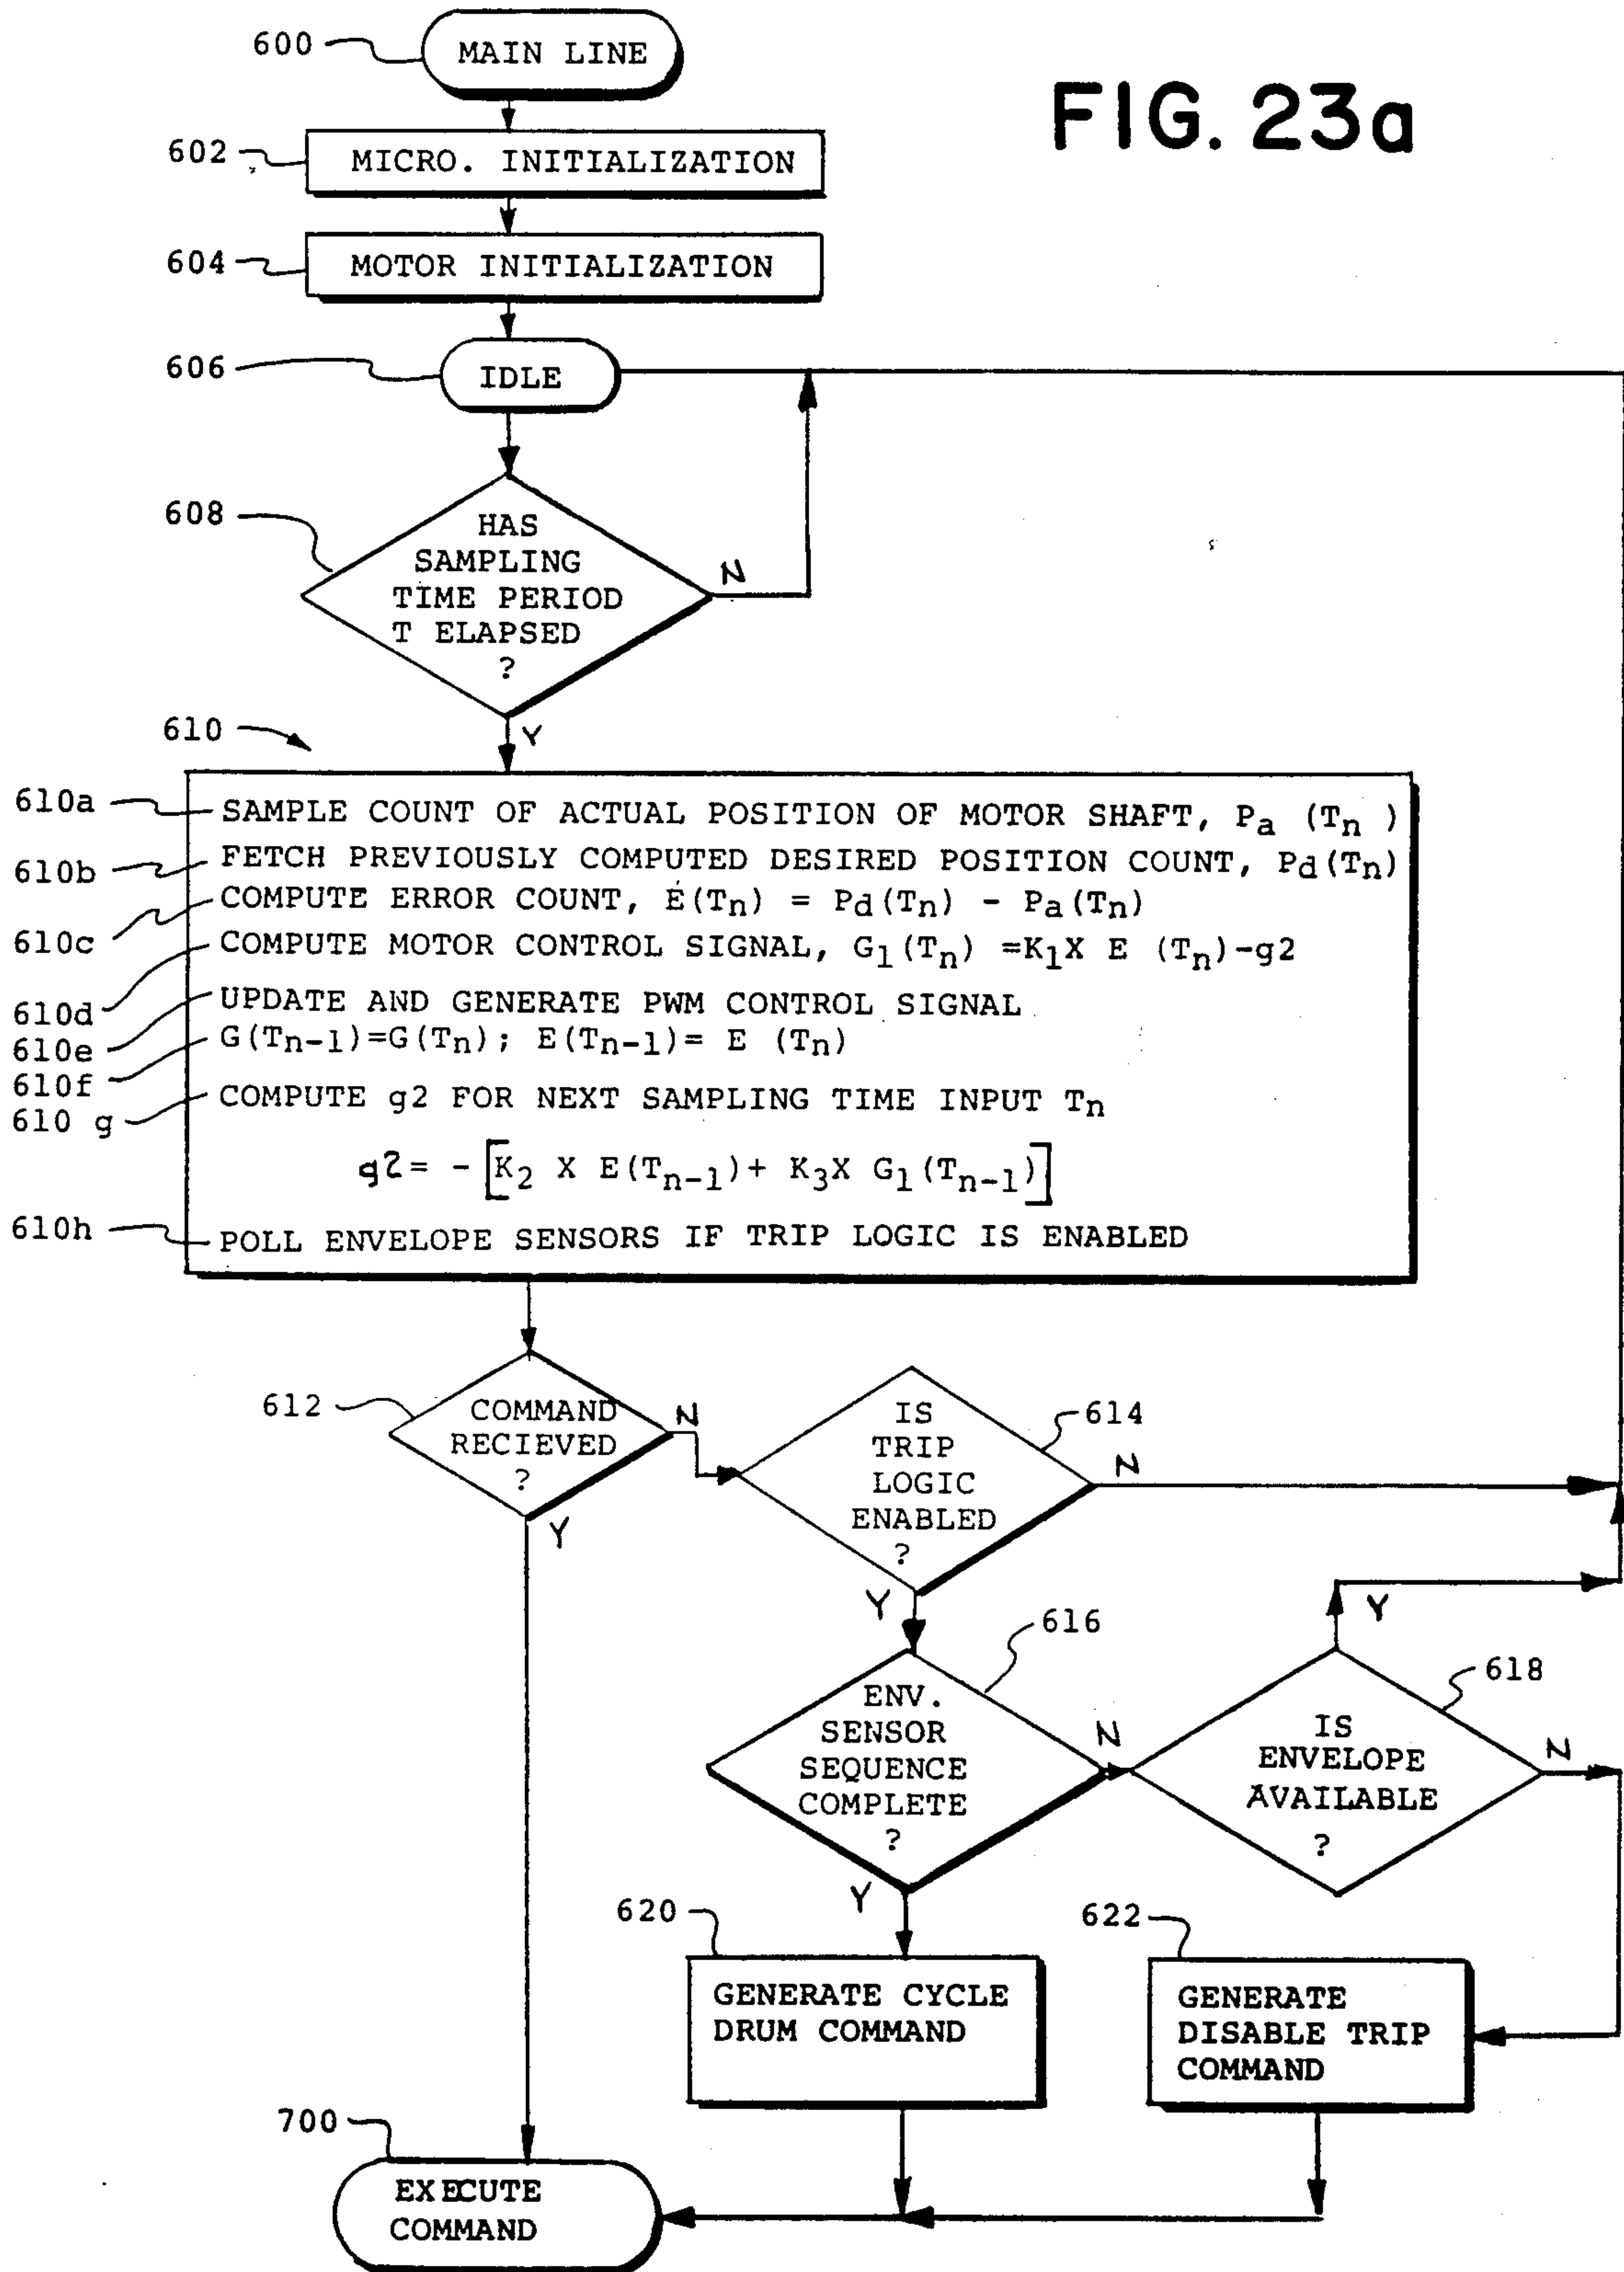 FIG. 23a
600
MAIN LINE
602
MICRO. INITIALIZATION
604
MOTOR INITIALIZATION
606
IDLE
608
HAS
SAMPLING
TIME PERIOD
T ELAPSED
?
N
Y
610
610a
SAMPLE COUNT OF ACTUAL POSITION OF MOTOR SHAFT, Pa (Tn )
610b
FETCH PREVIOUSLY COMPUTED DESIRED POSITION COUNT, Pd(Tn)
610c
COMPUTE ERROR COUNT, E(Tn) = Pd(Tn) - Pa(Tn)
610d
COMPUTE MOTOR CONTROL SIGNAL, G1(Tn) =K1X E (Tn)-g2
610e
UPDATE AND GENERATE PWM CONTROL SIGNAL
610f
G(Tn-1)=G(Tn); E(Tn-1)= E (Tn)
610 g
COMPUTE g2 FOR NEXT SAMPLING TIME INPUT Tn
g2= -[K2 X E(Tn-1)+ K3X G1(Tn-1)]
610h
POLL ENVELOPE SENSORS IF TRIP LOGIC IS ENABLED
612
COMMAND
RECIEVED
?
N
Y
614
IS
TRIP
LOGIC
ENABLED
?
N
Y
616
ENV.
SENSOR
SEQUENCE
COMPLETE
?
N
Y
618
IS
ENVELOPE
AVAILABLE
?
Y
N
620
GENERATE CYCLE
DRUM COMMAND
622
GENERATE
DISABLE TRIP
COMMAND
700
EXECUTE
COMMAND